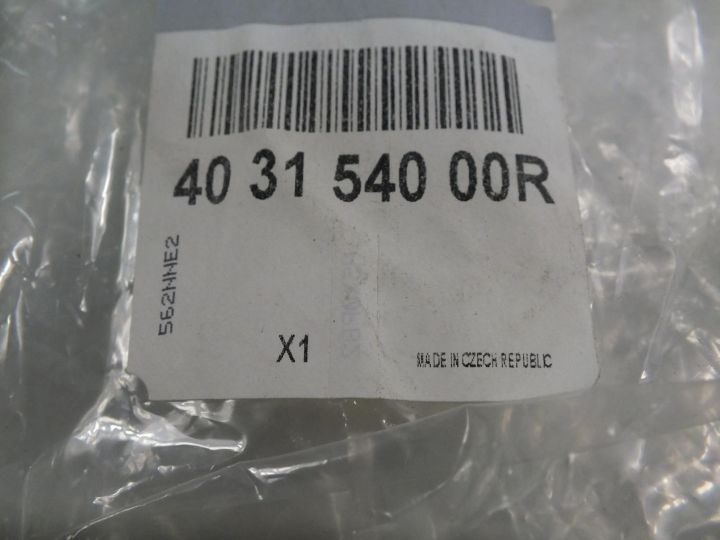 40 31 540 00R
562NNE2
X1
MADE IN CZECH REPUBLIC